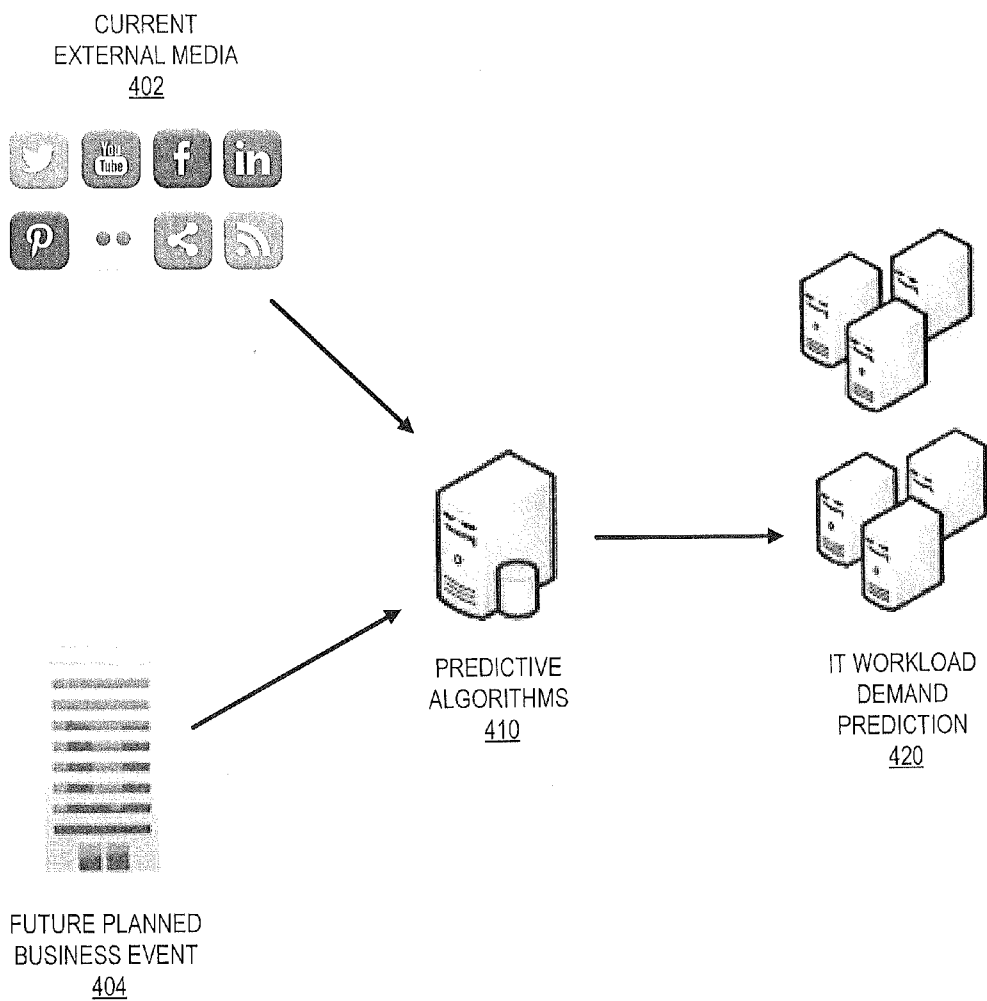 CURRENT
EXTERNAL MEDIA
402
You
Tube
f
in
PREDICTIVE
ALGORITHMS
410
IT WORKLOAD
DEMAND
PREDICTION
420
FUTURE PLANNED
BUSINESS EVENT
404